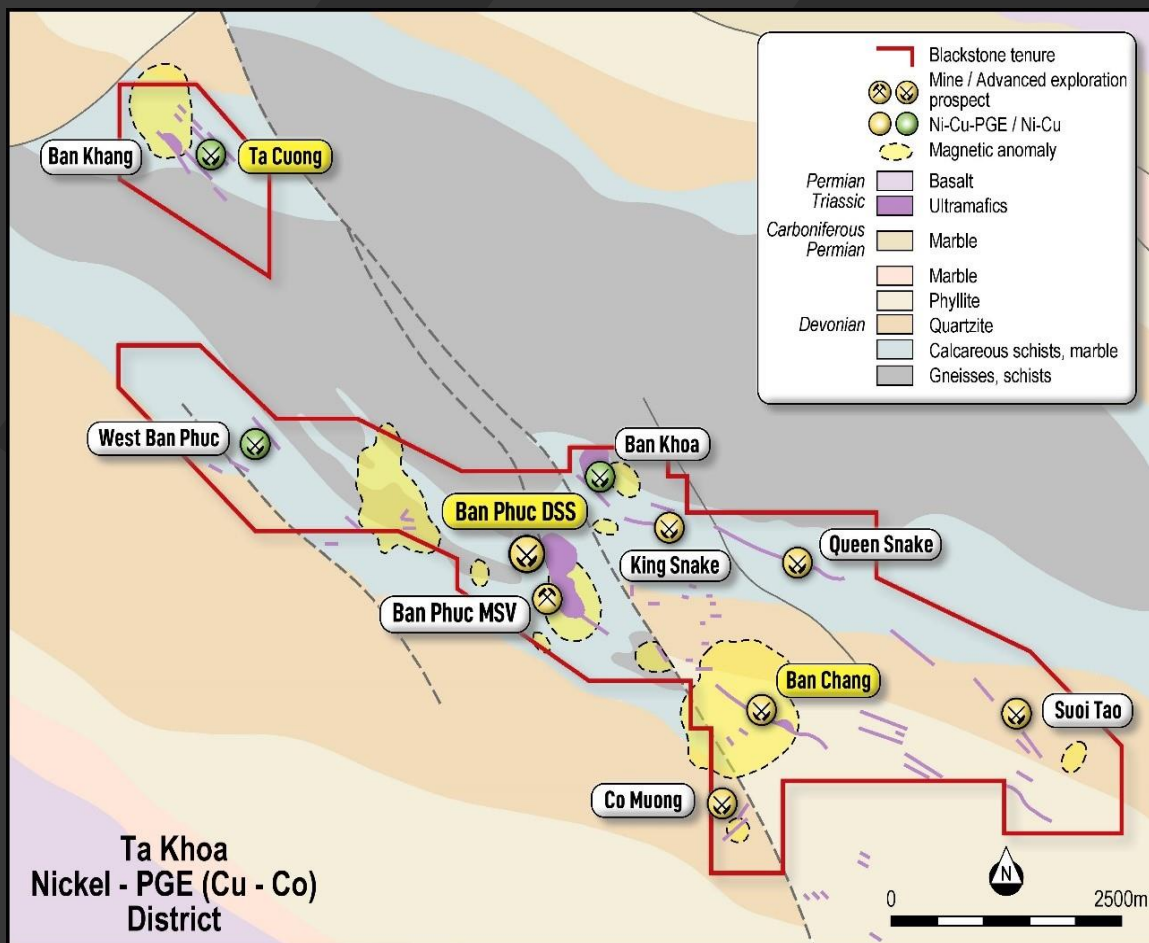 Blackstone tenure
Mine / Advanced exploration
prospect
Ni-Cu-PGE / Ni-Cu
Magnetic anomaly
Permian
Triassic
Basalt
Ultramafics
Carboniferous
Permian
Marble
Marble
Phyllite
Devonian
Quartzite
Calcareous schists, marble
Gneisses, schists
Ban Khang
Ta Cuong
West Ban Phuc
Ban Khoa
Ban Phuc DSS
King Snake
Queen Snake
Ban Phuc MSV
Ban Chang
Suoi Tao
Co Muong
Ta Khoa
Nickel - PGE (Cu - Co)
District
N
0
2500m